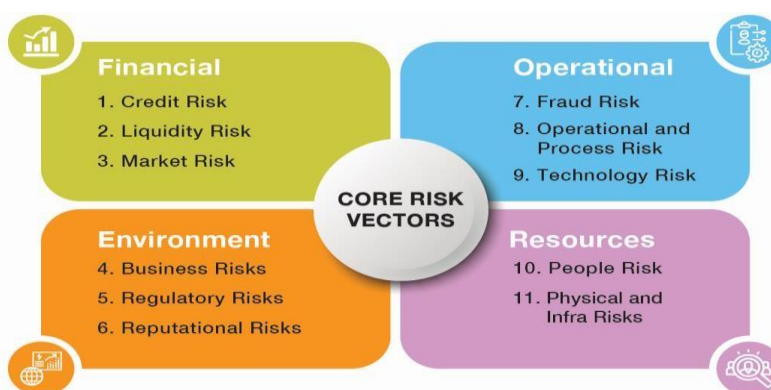 Financial
1. Credit Risk
2. Liquidity Risk
3. Market Risk
Operational
7. Fraud Risk
8. Operational and
Process Risk
9. Technology Risk
CORE RISK
VECTORS
Environment
4. Business Risks
5. Regulatory Risks
6. Reputational Risks
Resources
10. People Risk
11. Physical and
Infra Risks